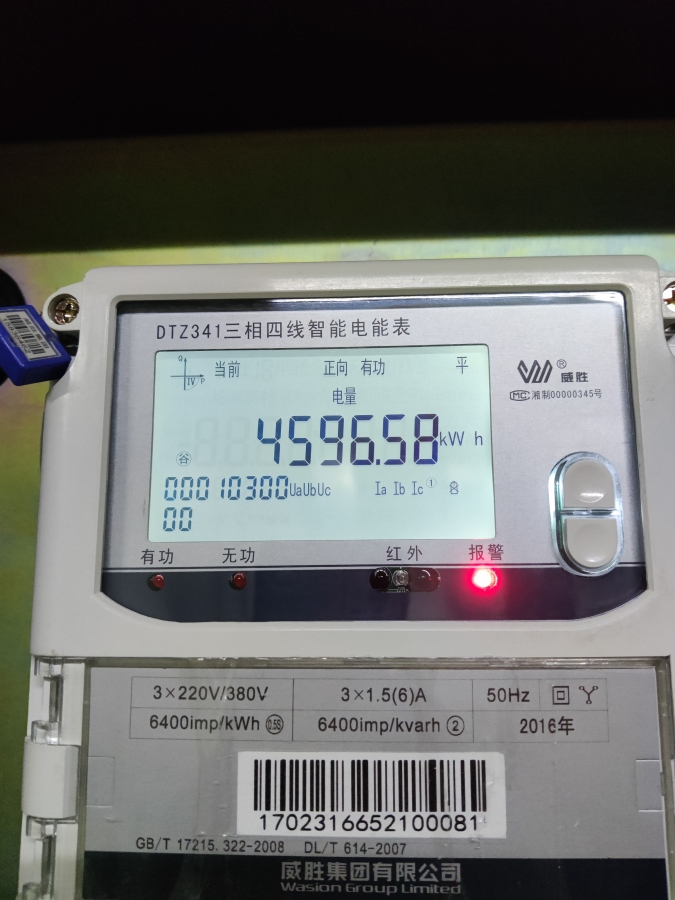 DTZ341三相四线智能电能表
Q
IV P
当前 正向 有功 平
电量
4596.58 kW h
谷
00010300 UaUbUc Ia Ib Ic ① 8
00
®
威胜
MC 湘制00000345号
有功 无功 红外 报警
3×220V/380V 3×1.5(6)A 50Hz
6400imp/kWh 0.5S 6400imp/kvarh ② 2016年
1702316652100081
GB/T 17215.322-2008 DL/T 614-2007
威胜集团有限公司
Wasion Group Limited